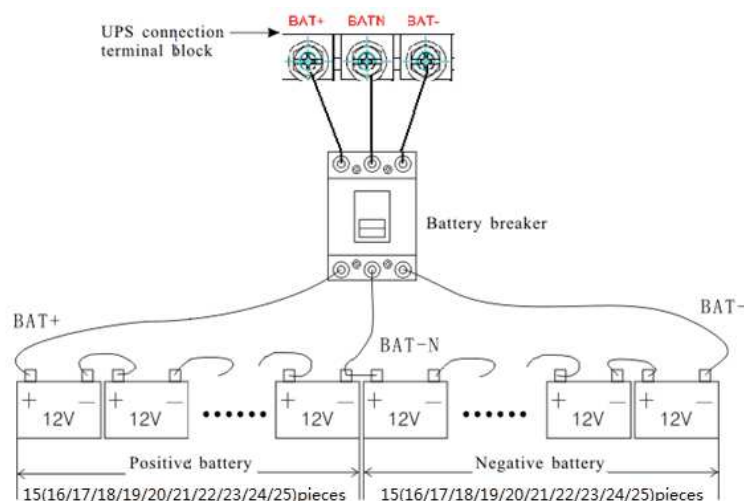 BAT+ BATN BAT-
UPS connection
terminal block
Battery breaker
BAT+
BAT-N
BAT-
+ 12V −
+ − 12V
+ − 12V
+ − 12V
+ − 12V
+ − 12V
Positive battery
Negative battery
15(16/17/18/19/20/21/22/23/24/25)pieces
15(16/17/18/19/20/21/22/23/24/25)pieces